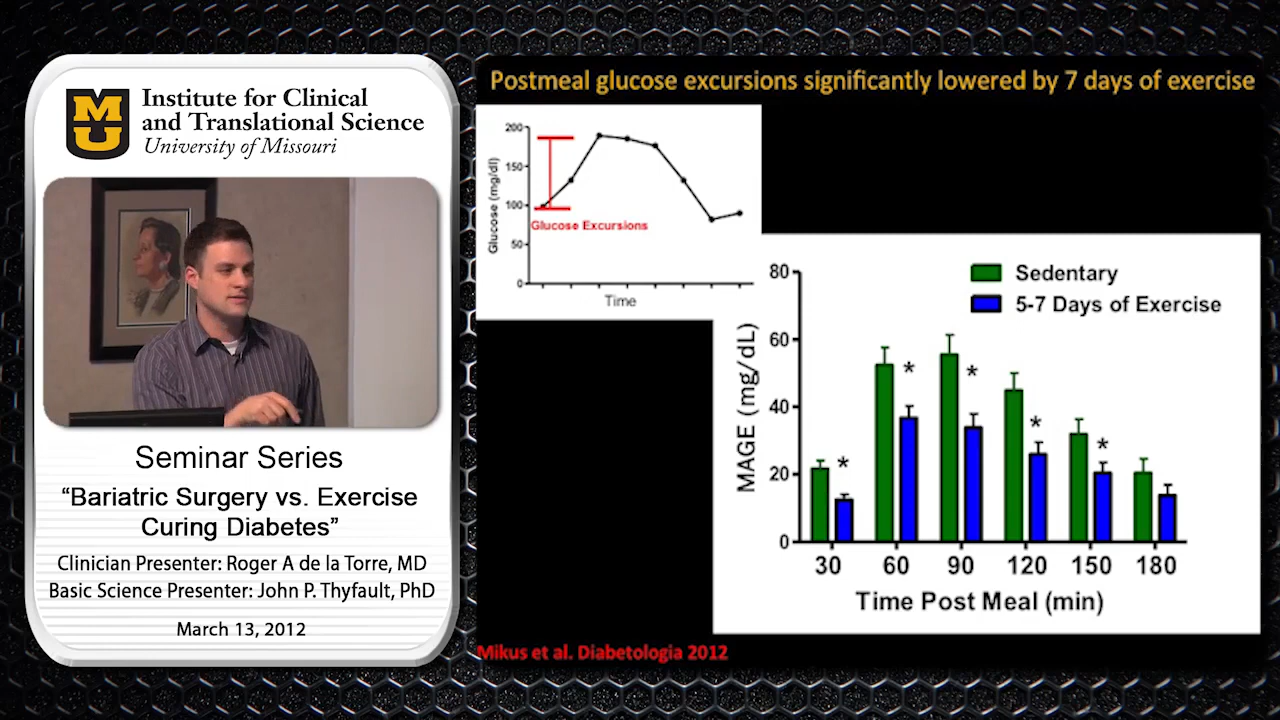 MU
Institute for Clinical
and Translational Science
University of Missouri
Seminar Series
“Bariatric Surgery vs. Exercise
Curing Diabetes”
Clinician Presenter: Roger A de la Torre, MD
Basic Science Presenter: John P. Thyfault, PhD
March 13, 2012
Postmeal glucose excursions significantly lowered by 7 days of exercise
Glucose (mg/dl)
200
150
100
50
0
Glucose Excursions
Time
MAGE (mg/dL)
80
60
40
20
0
Sedentary
5-7 Days of Exercise
*
*
*
*
*
30 60 90 120 150 180
Time Post Meal (min)
Mikus et al. Diabetologia 2012